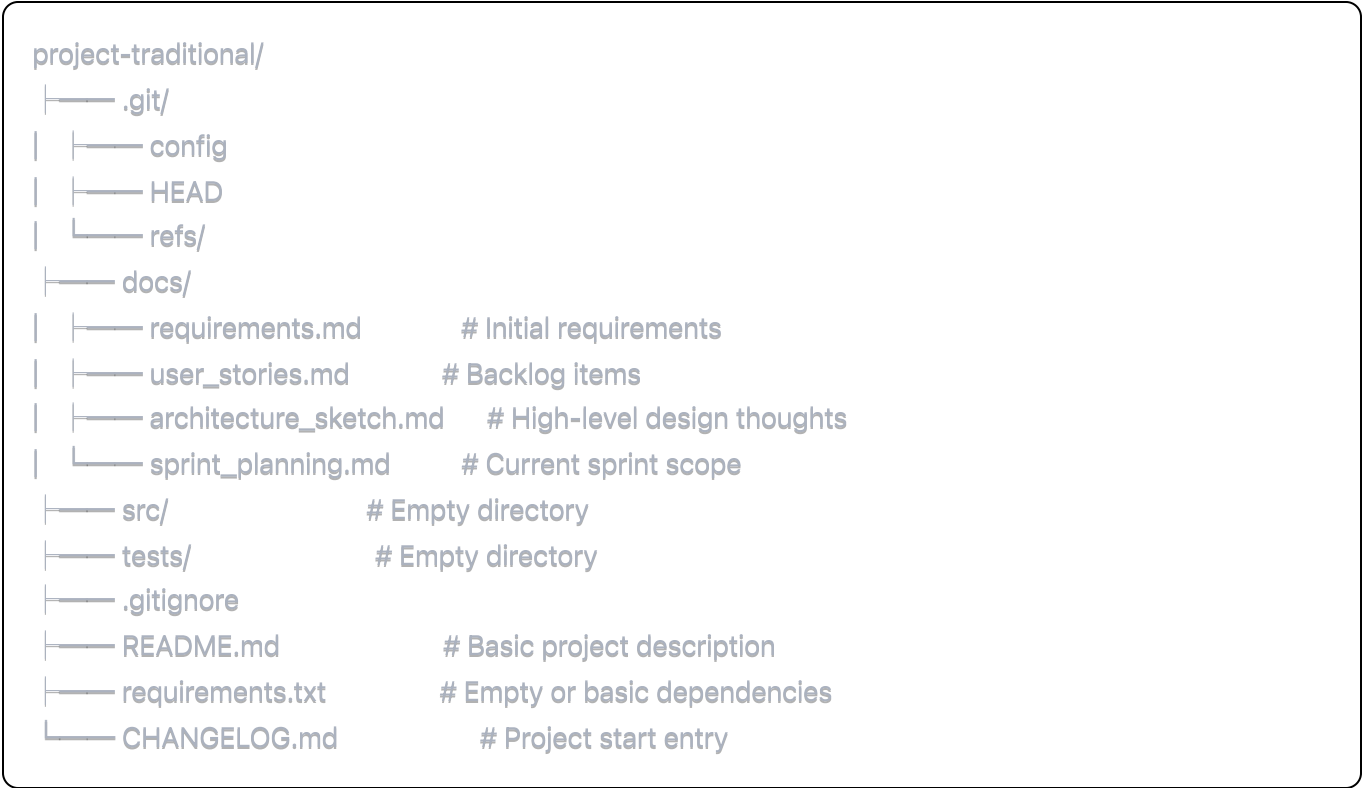 project-traditional/
├── .git/
│   ├── config
│   ├── HEAD
│   └── refs/
├── docs/
│   ├── requirements.md          # Initial requirements
│   ├── user_stories.md          # Backlog items
│   ├── architecture_sketch.md   # High-level design thoughts
│   └── sprint_planning.md       # Current sprint scope
├── src/                         # Empty directory
├── tests/                       # Empty directory
├── .gitignore
├── README.md                    # Basic project description
├── requirements.txt             # Empty or basic dependencies
└── CHANGELOG.md                 # Project start entry